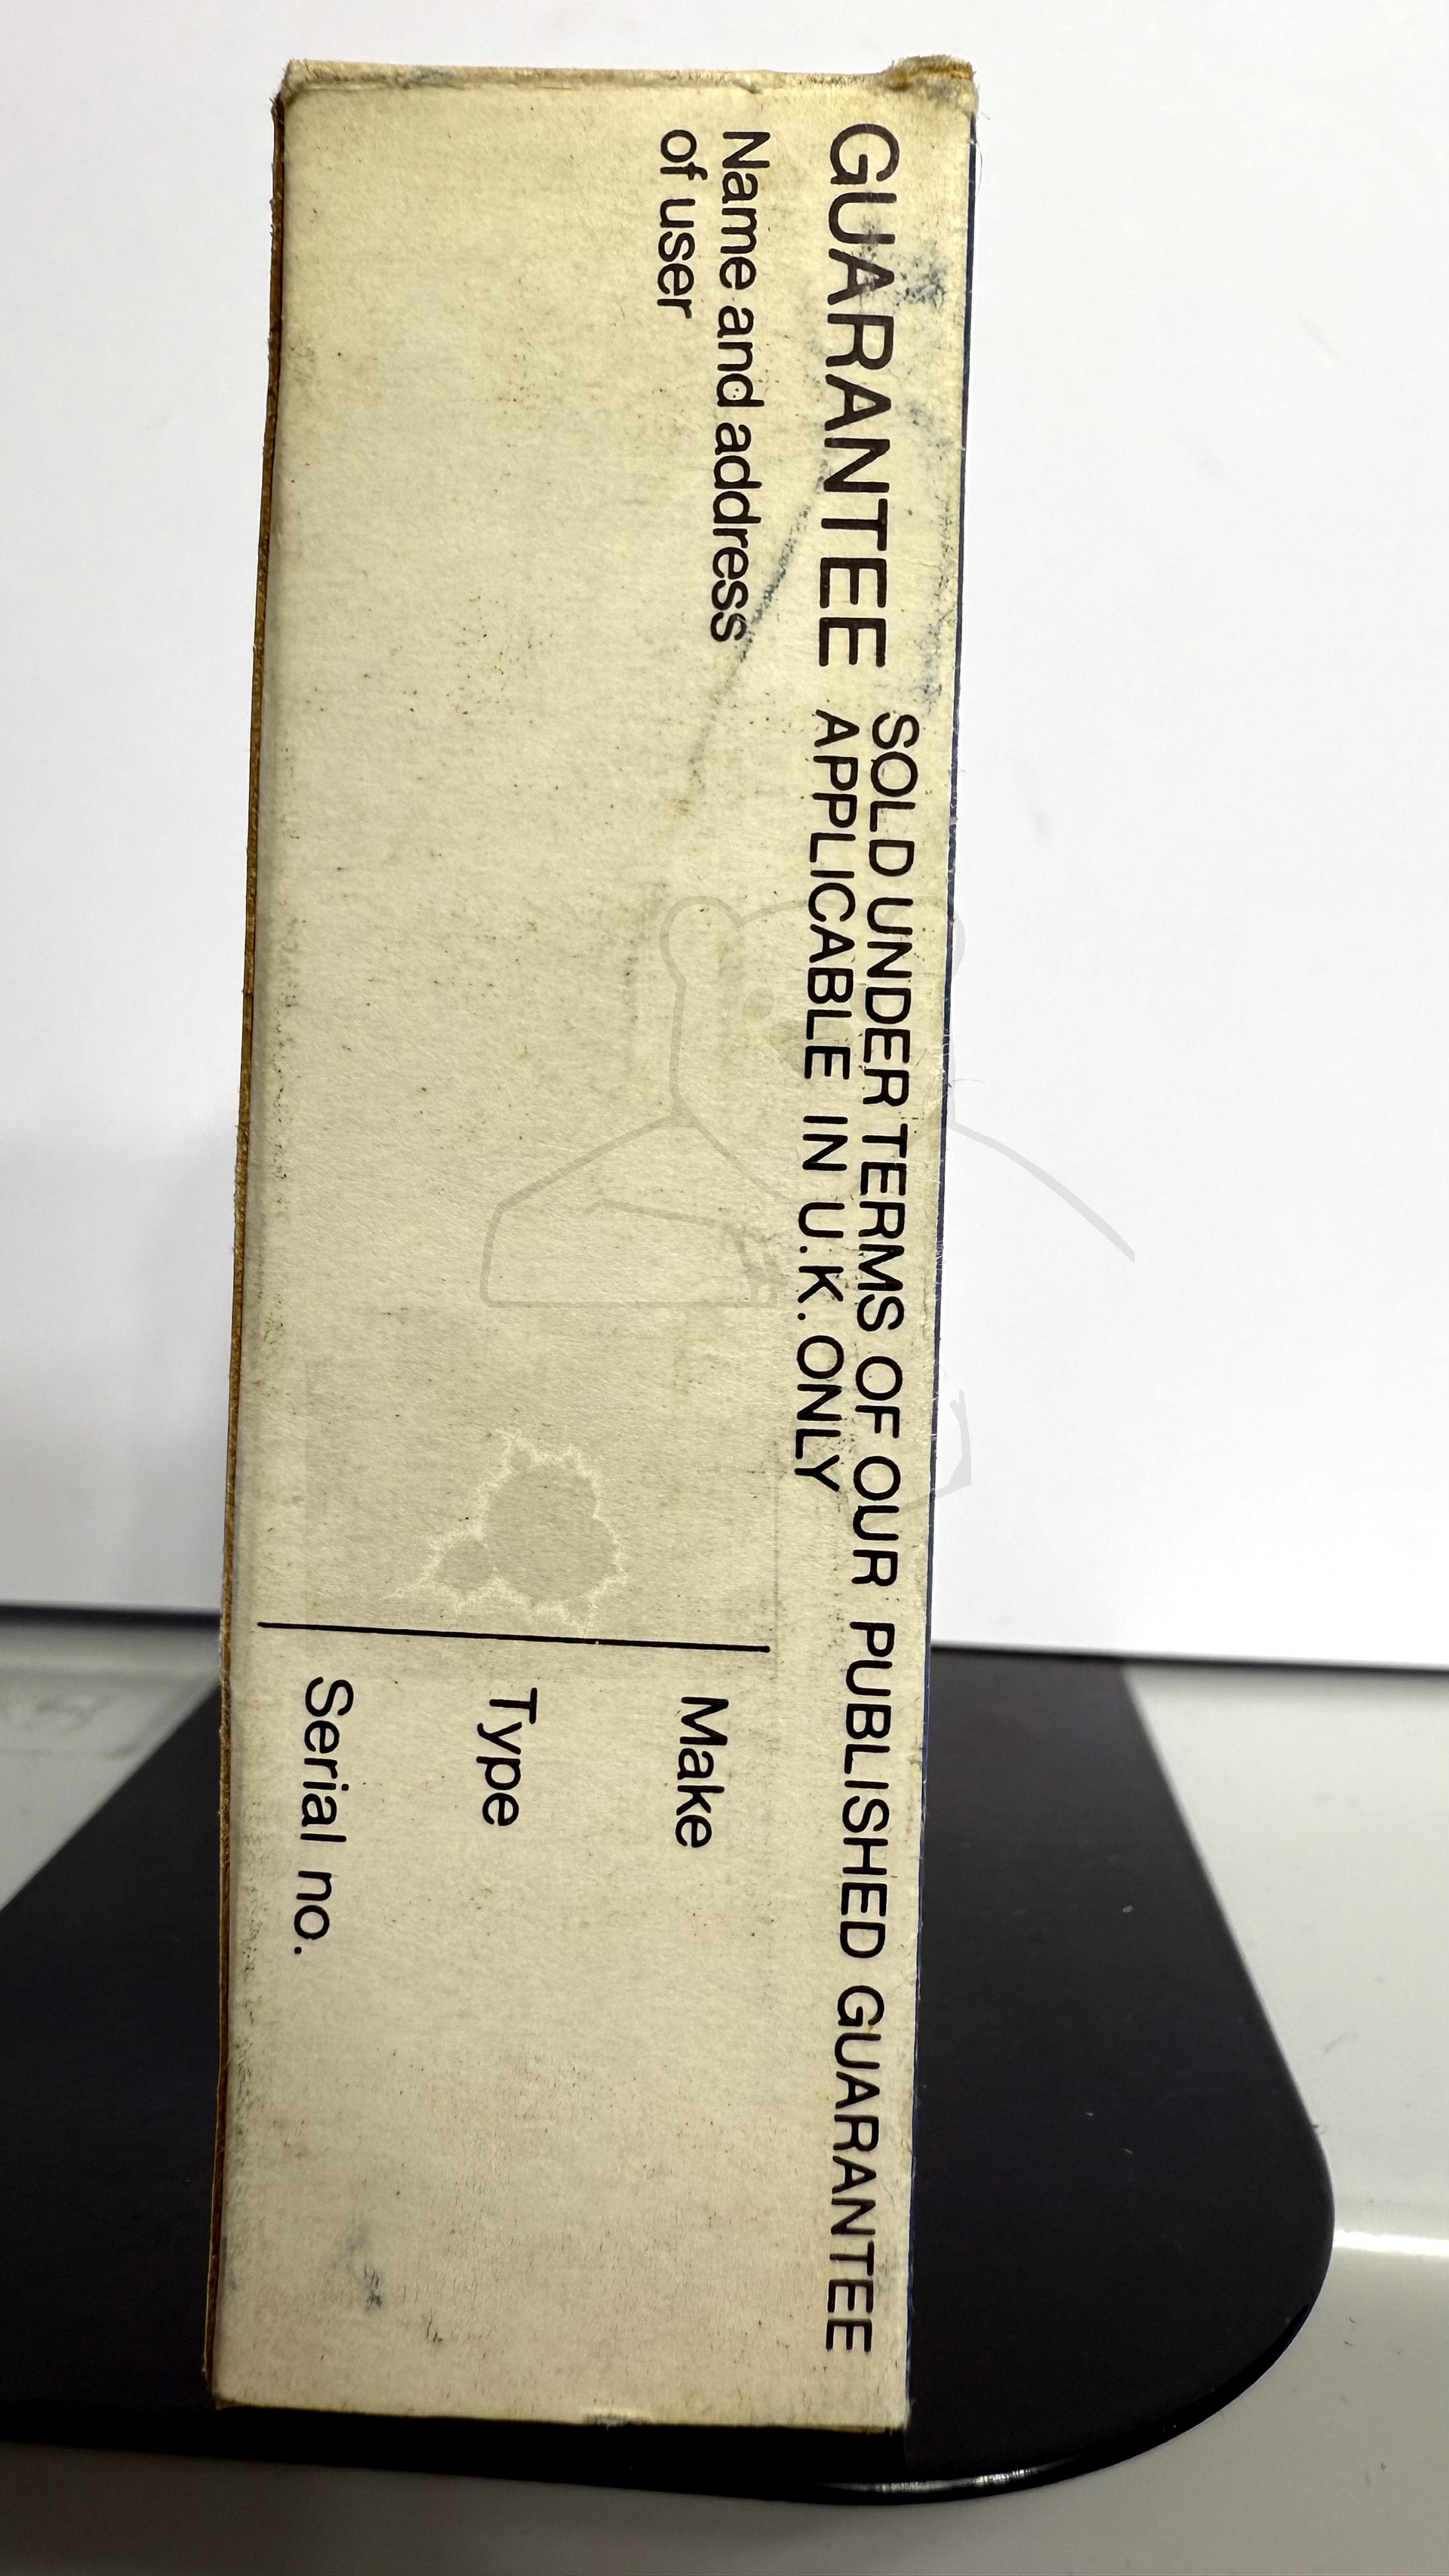 GUARANTEE
SOLD UNDER TERMS OF OUR PUBLISHED GUARANTEE
APPLICABLE IN U.K. ONLY
Name and address
of user
Make
Type
Serial no.